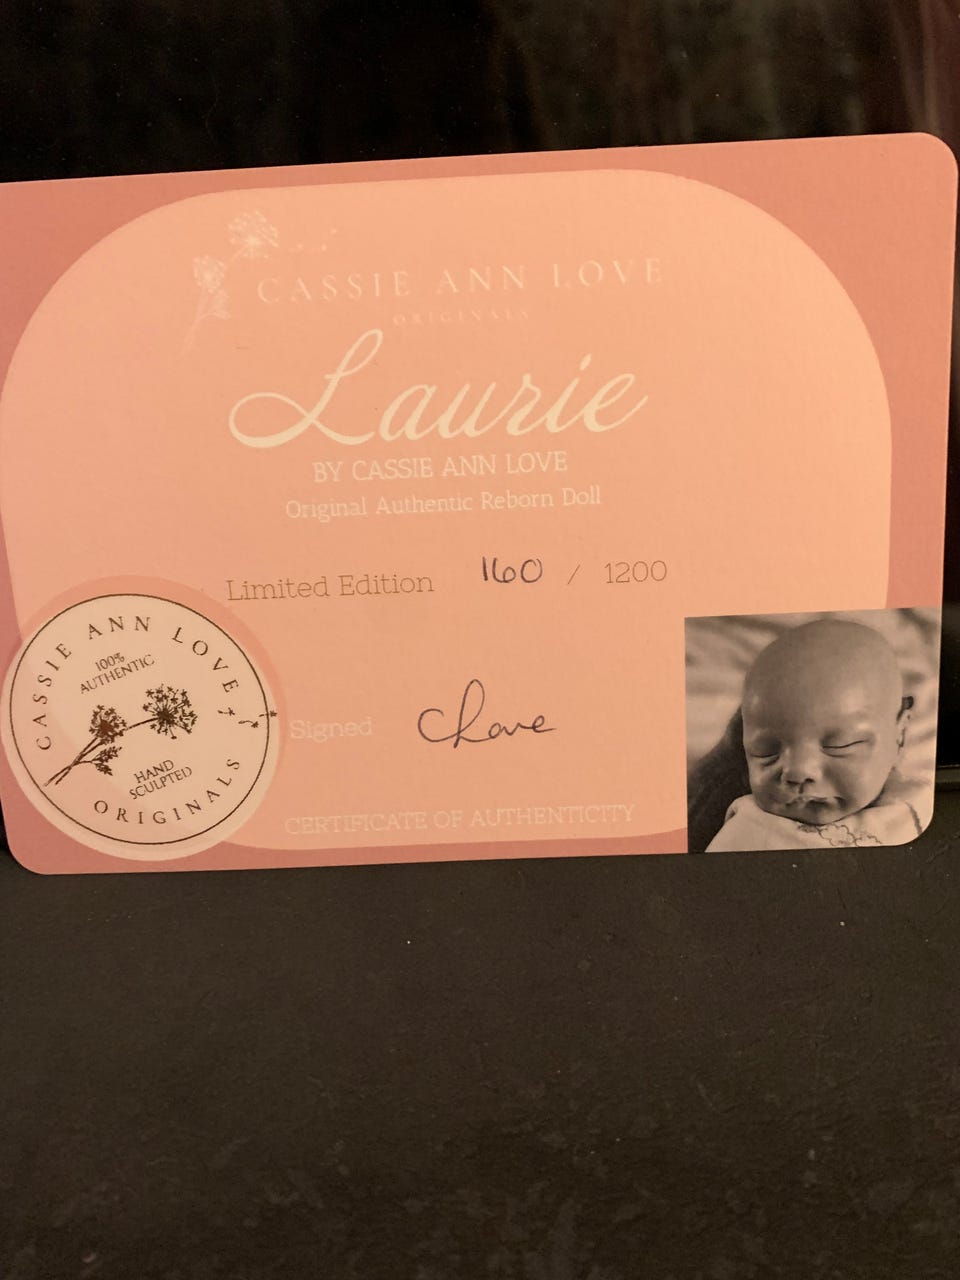 CASSIE ANN LOVE
ORIGINALS
Laurie
BY CASSIE ANN LOVE
Original Authentic Reborn Doll
Limited Edition 160 / 1200
CASSIE ANN LOVE
100%
AUTHENTIC
HAND
SCULPTED
ORIGINALS
Signed CLove
CERTIFICATE OF AUTHENTICITY